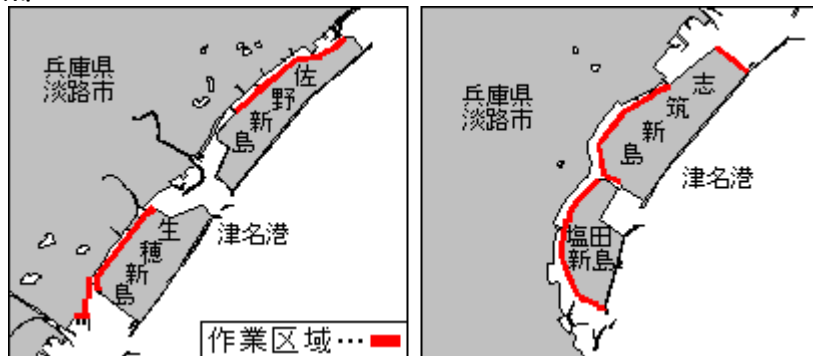 兵庫県
淡路市
佐野新島
生穂新島
津名港
作業区域…
兵庫県
淡路市
志筑新島
津名港
塩田
新島